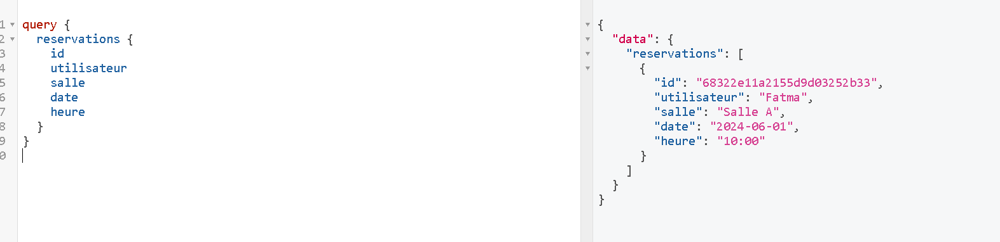 1 query {
2 reservations {
3 id
4 utilisateur
5 salle
6 date
7 heure
8 }
9 }
0
{
"data": {
"reservations": [
{
"id": "68322e11a2155d9d03252b33",
"utilisateur": "Fatma",
"salle": "Salle A",
"date": "2024-06-01",
"heure": "10:00"
}
]
}
}